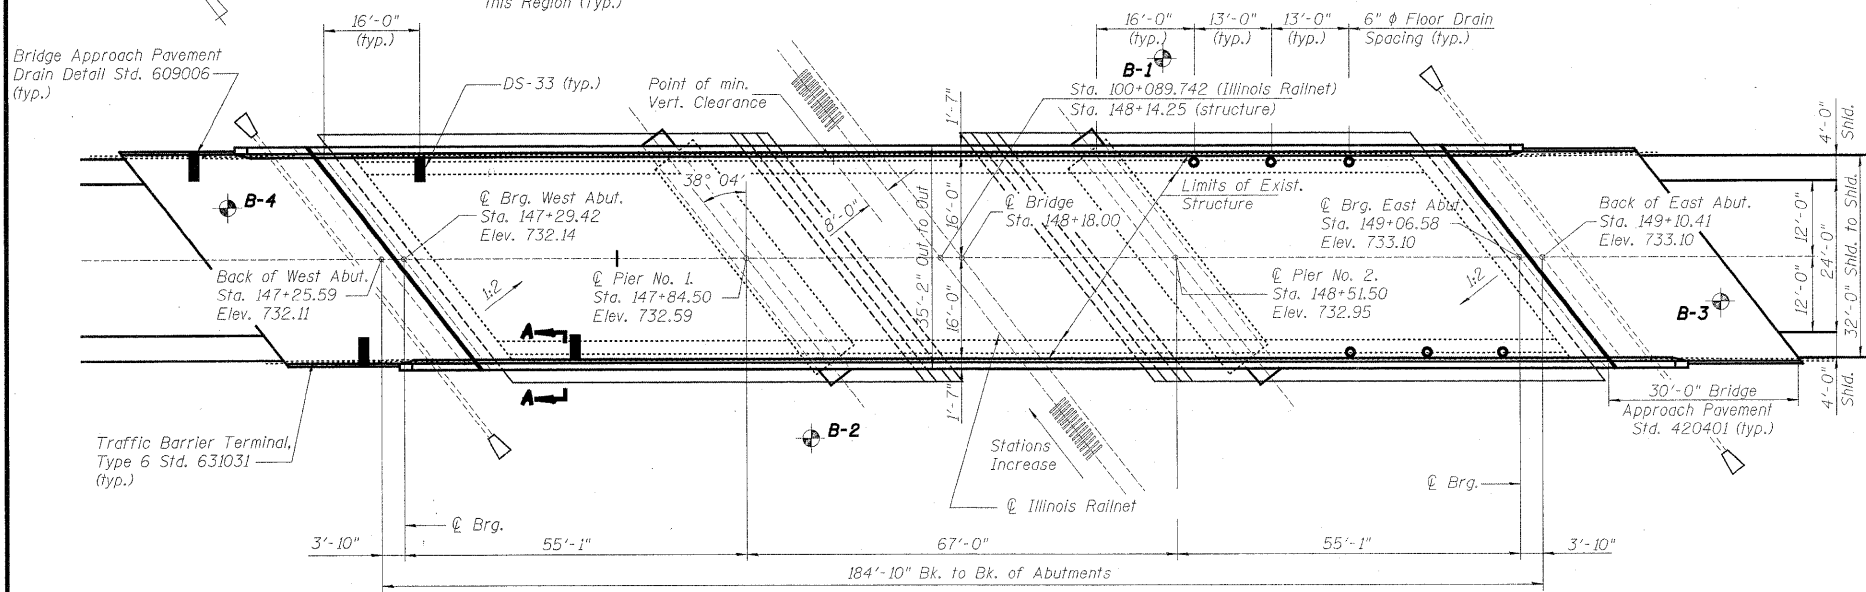 This Region (typ.)
16'-0"
(typ.)
16'-0"
(typ.)
13'-0"
(typ.)
13'-0"
(typ.)
6" ϕ Floor Drain
Spacing (typ.)
Bridge Approach Pavement
Drain Detail Std. 609006
(typ.)
DS-33 (typ.)
Point of min.
Vert. Clearance
B-1
Sta. 100+089.742 (Illinois Railnet)
Sta. 148+14.25 (structure)
1'-7"
4'-0"
Shld.
B-4
38° 04'
℄ Brg. West Abut.
Sta. 147+29.42
Elev. 732.14
8'-0"
16'-0"
35'-2" Out to Out
℄ Bridge
Sta. 148+18.00
Limits of Exist.
Structure
℄ Brg. East Abut.
Sta. 149+06.58
Elev. 733.10
Back of East Abut.
Sta. 149+10.41
Elev. 733.10
12'-0"
24'-0"
32'-0" Shld. to Shld.
Back of West Abut.
Sta. 147+25.59
Elev. 732.11
1:2
℄ Pier No. 1.
Sta. 147+84.50
Elev. 732.59
16'-0"
℄ Pier No. 2.
Sta. 148+51.50
Elev. 732.95
1:2
12'-0"
B-3
A
A
1'-7"
30'-0" Bridge
Approach Pavement
Std. 420401 (typ.)
4'-0"
Shld.
Traffic Barrier Terminal,
Type 6 Std. 631031
(typ.)
B-2
Stations
Increase
℄ Illinois Railnet
℄ Brg.
℄ Brg.
3'-10"
55'-1"
67'-0"
55'-1"
3'-10"
184'-10" Bk. to Bk. of Abutments